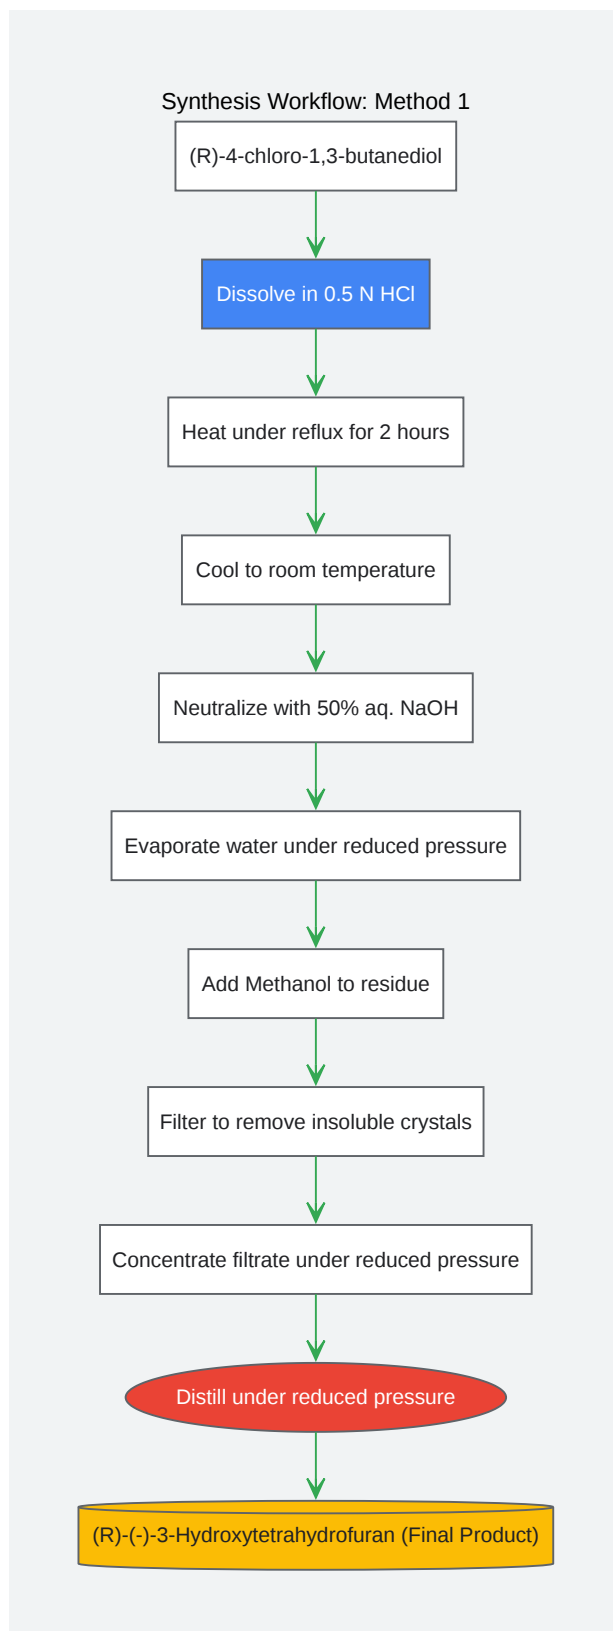 Synthesis Workflow: Method 1
(R)-4-chloro-1,3-butanediol
Dissolve in 0.5 N HCl
Heat under reflux for 2 hours
Cool to room temperature
Neutralize with 50% aq. NaOH
Evaporate water under reduced pressure
Add Methanol to residue
Filter to remove insoluble crystals
Concentrate filtrate under reduced pressure
Distill under reduced pressure
(R)-(-)-3-Hydroxytetrahydrofuran (Final Product)